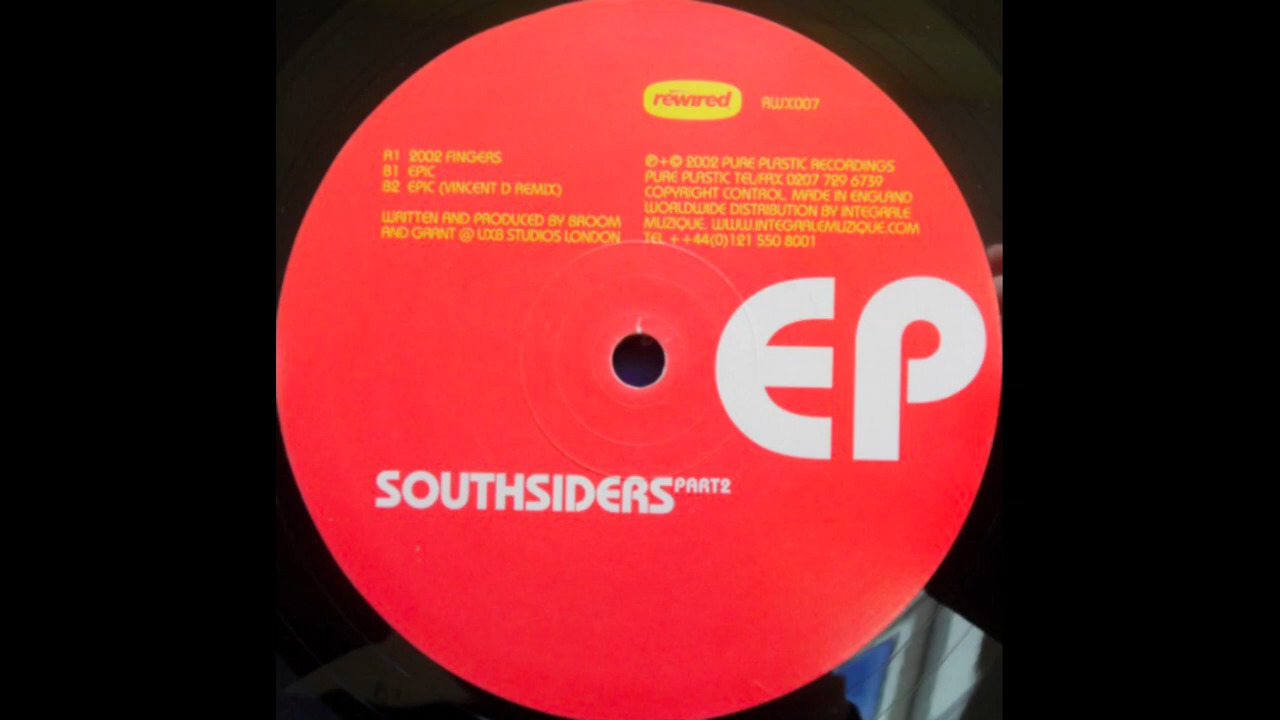 rewired
RWX007
A1 2002 FINGERS
B1 EPIC
B2 EPIC (VINCENT D REMIX)
WRITTEN AND PRODUCED BY BROOM
AND GRANT @ UXB STUDIOS LONDON
℗+© 2002 PURE PLASTIC RECORDINGS
PURE PLASTIC TEL/FAX 0207 729 6739
COPYRIGHT CONTROL. MADE IN ENGLAND
WORLDWIDE DISTRIBUTION BY INTEGRALE
MUZIQUE. WWW.INTEGRALEMUZIQUE.COM
TEL ++44(0)121 550 8001
EP
SOUTHSIDERS PART2